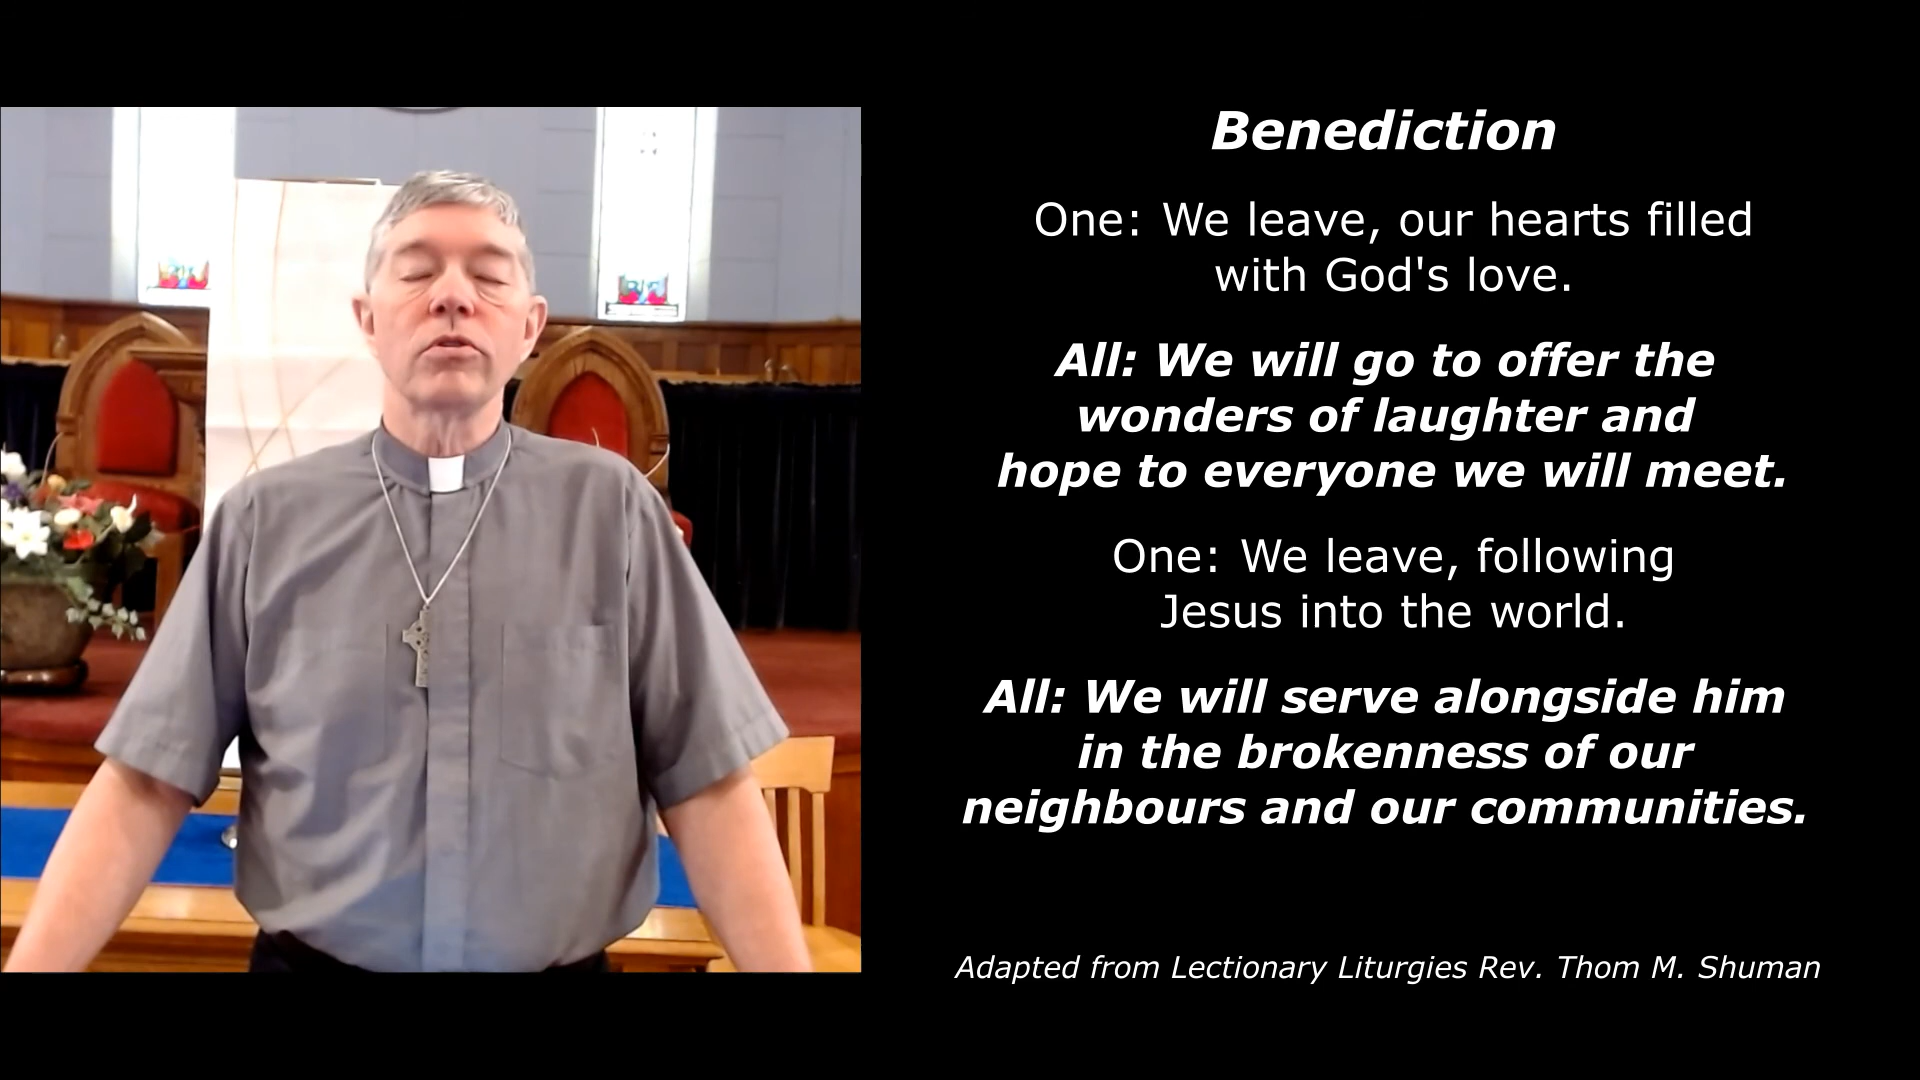 Benediction
One: We leave, our hearts filled
with God's love.
All: We will go to offer the
wonders of laughter and
hope to everyone we will meet.
One: We leave, following
Jesus into the world.
All: We will serve alongside him
in the brokenness of our
neighbours and our communities.
Adapted from Lectionary Liturgies Rev. Thom M. Shuman